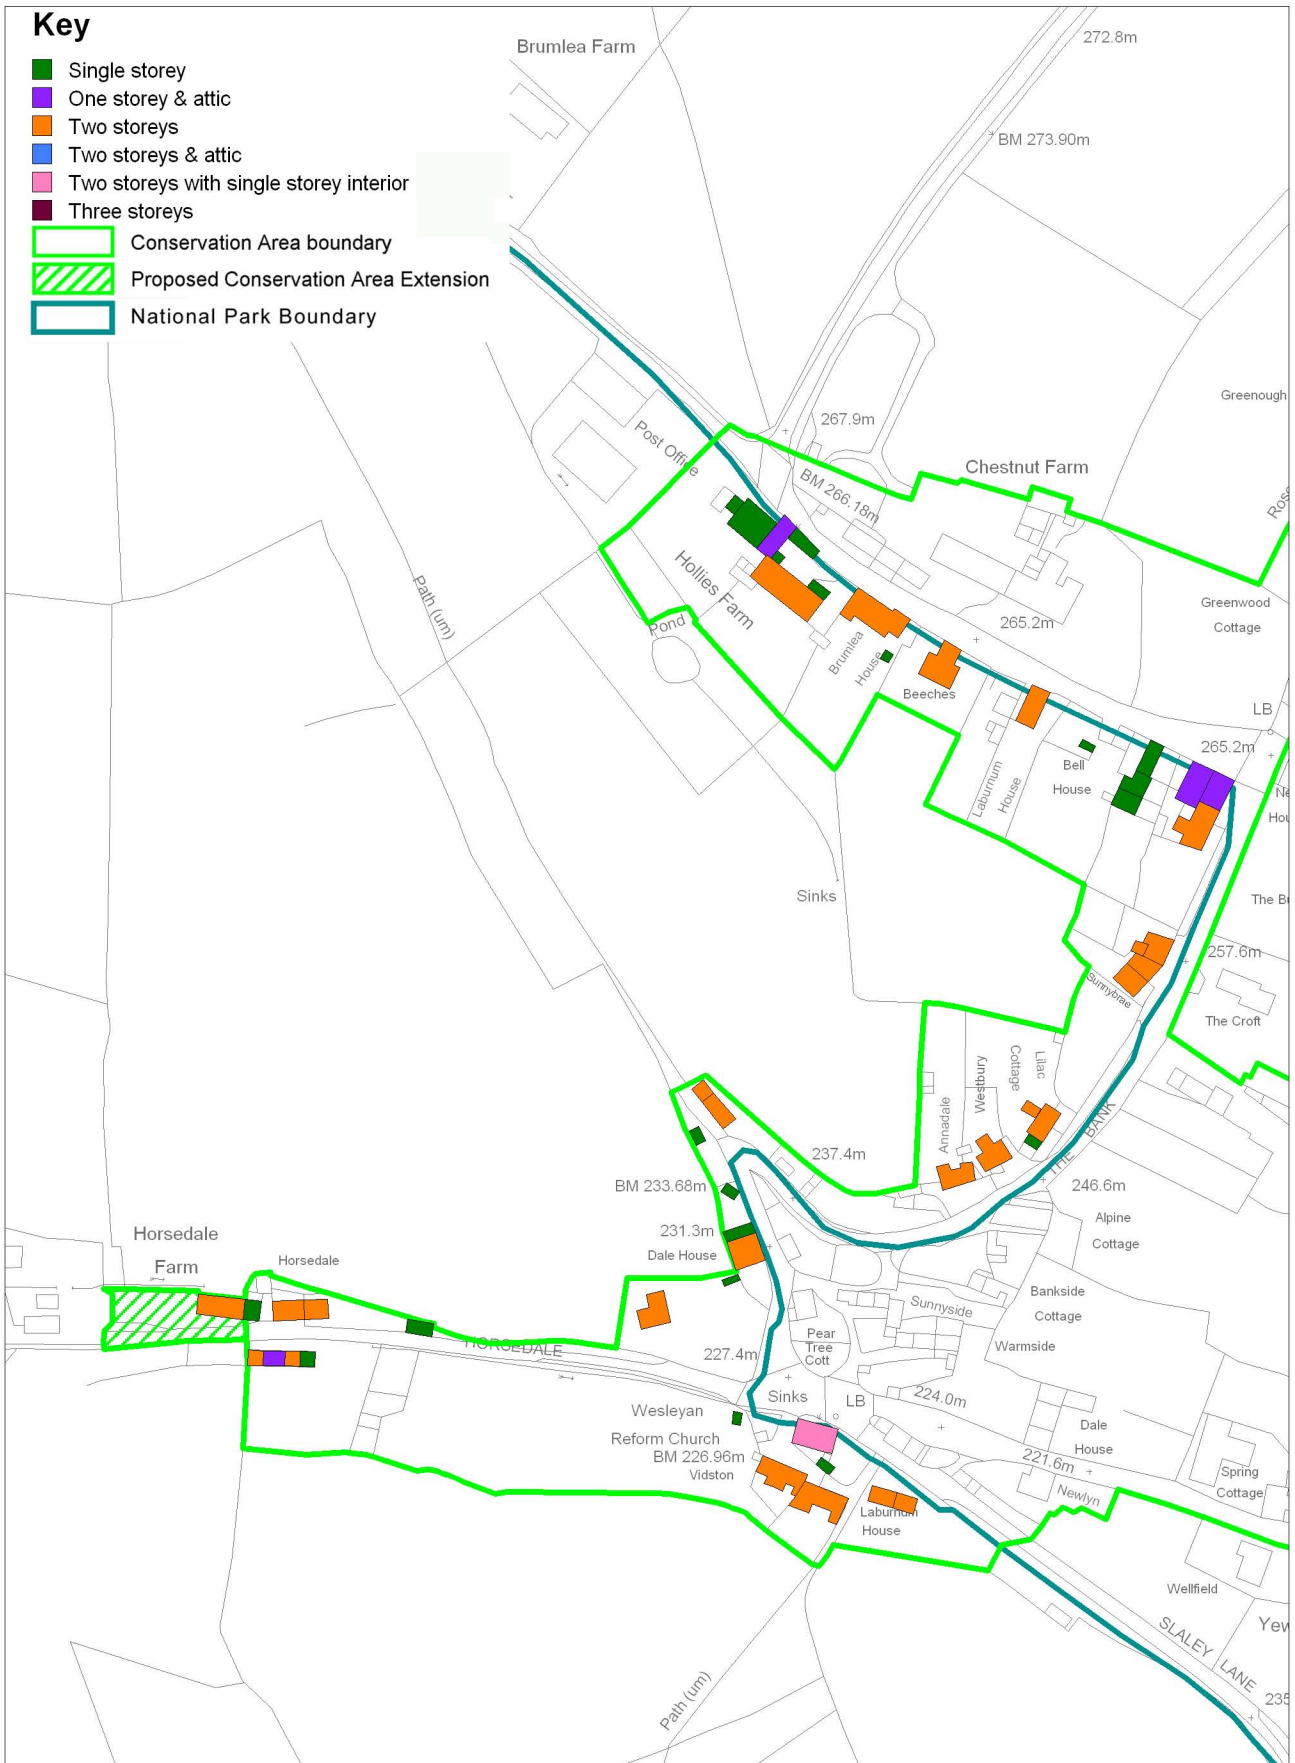 Key
Single storey
One storey & attic
Two storeys
Two storeys & attic
Two storeys with single storey interior
Three storeys
Conservation Area boundary
Proposed Conservation Area Extension
National Park Boundary
Brumlea Farm
272.8m
BM 273.90m
Greenough
267.9m
Post Office
BM 266.18m
Chestnut Farm
Hollies Farm
Path (um)
Pond
Greenwood
Cottage
265.2m
Brumlea
House
Beeches
LB
265.2m
Laburnum
House
Bell
House
Sinks
257.6m
Sunnybrae
The Croft
Annadale
Westbury
Cottage
Lilac
THE BANK
237.4m
BM 233.68m
246.6m
Alpine
Cottage
231.3m
Dale House
Horsedale
Farm
Horsedale
HORSEDALE
Sunnyside
Bankside
Cottage
Pear
Tree
Cott
Warmside
227.4m
Sinks
LB
224.0m
Wesleyan
Reform Church
BM 226.96m
Vidston
Dale
House
221.6m
Spring
Cottage
Newlyn
Laburnum
House
Wellfield
SLALEY LANE
Path (um)